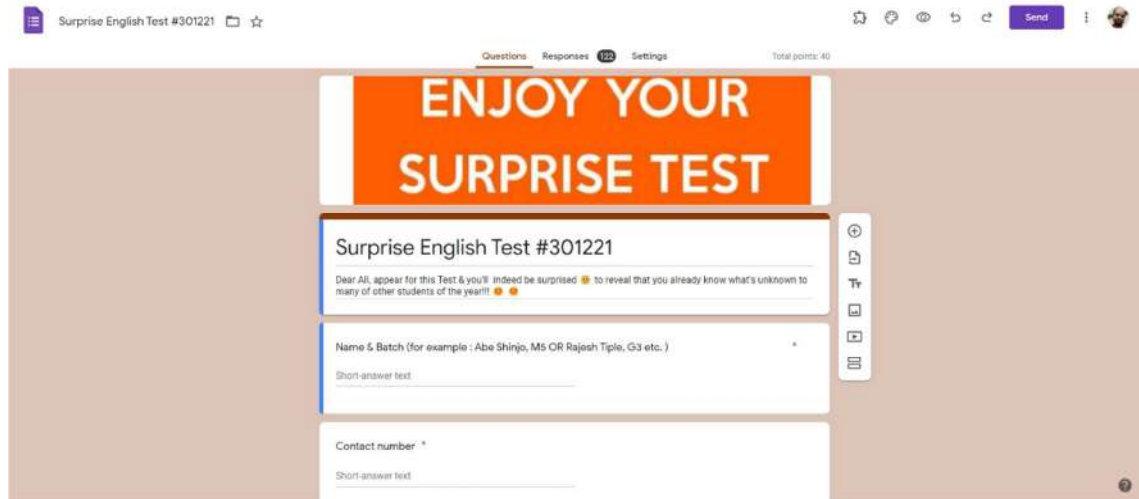 Surprise English Test #301221
Send
Questions Responses 122 Settings
Total points: 40
ENJOY YOUR
SURPRISE TEST
Surprise English Test #301221
Dear All, appear for this Test & you'll indeed be surprised 😊 to reveal that you already know what's unknown to
many of other students of the year!!! 😊 😊
Name & Batch (for example : Abe Shinjo, M5 OR Rajesh Tiple, G3 etc. ) *
Short-answer text
Contact number *
Short-answer text